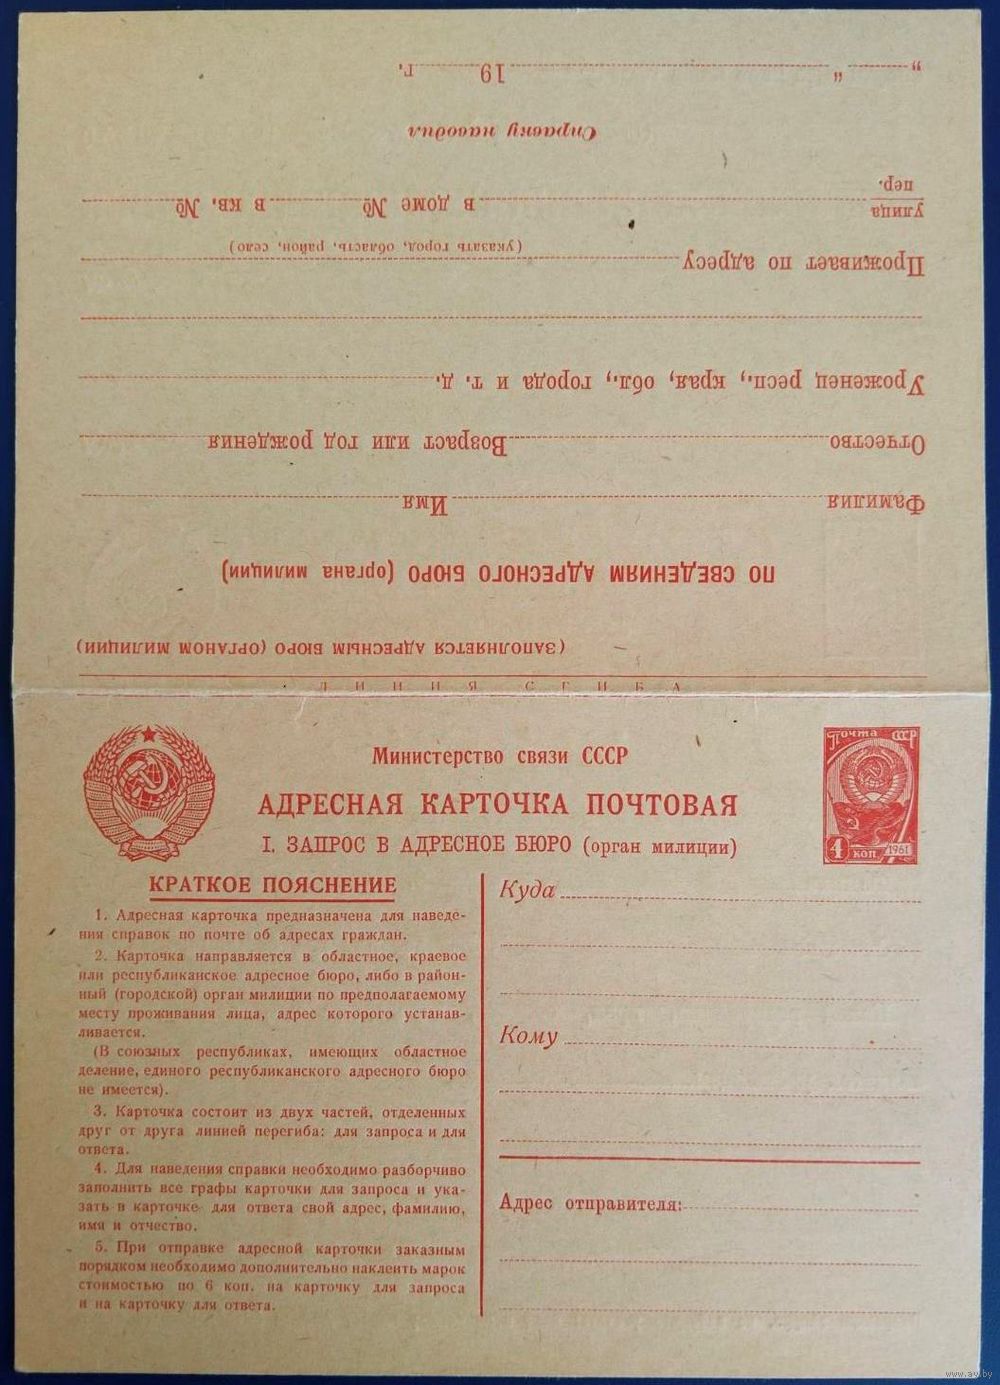 (ЗАПОЛНЯЕТСЯ АДРЕСНЫМ БЮРО (ОРГАНОМ МИЛИЦИИ)
ПО СВЕДЕНИЯМ АДРЕСНОГО БЮРО (органа милиции)
Фамилия Имя
Отчество Возраст или год рождения
Уроженец респ., края, обл., города и т. д.
Проживает по адресу
(указать город, область, район, село)
улица
пер. в доме № в кв. №
Справку наводил
„ “ 19 г.
ЛИНИЯ СГИБА
Министерство связи СССР
АДРЕСНАЯ КАРТОЧКА ПОЧТОВАЯ
I. ЗАПРОС В АДРЕСНОЕ БЮРО (орган милиции)
Почта СССР
4 коп 1961
КРАТКОЕ ПОЯСНЕНИЕ
1. Адресная карточка предназначена для наведе-
ния справок по почте об адресах граждан.
2. Карточка направляется в областное, краевое
или республиканское адресное бюро, либо в район-
ный (городской) орган милиции по предполагаемому
месту проживания лица, адрес которого устанав-
ливается.
(В союзных республиках, имеющих областное
деление, единого республиканского адресного бюро
не имеется).
3. Карточка состоит из двух частей, отделенных
друг от друга линией перегиба: для запроса и для
ответа.
4. Для наведения справки необходимо разборчиво
заполнить все графы карточки для запроса и ука-
зать в карточке для ответа свой адрес, фамилию,
имя и отчество.
5. При отправке адресной карточки заказным
порядком необходимо дополнительно наклеить марок
стоимостью по 6 коп. на карточку для запроса
и на карточку для ответа.
Куда
Кому
Адрес отправителя:
www.ay.by